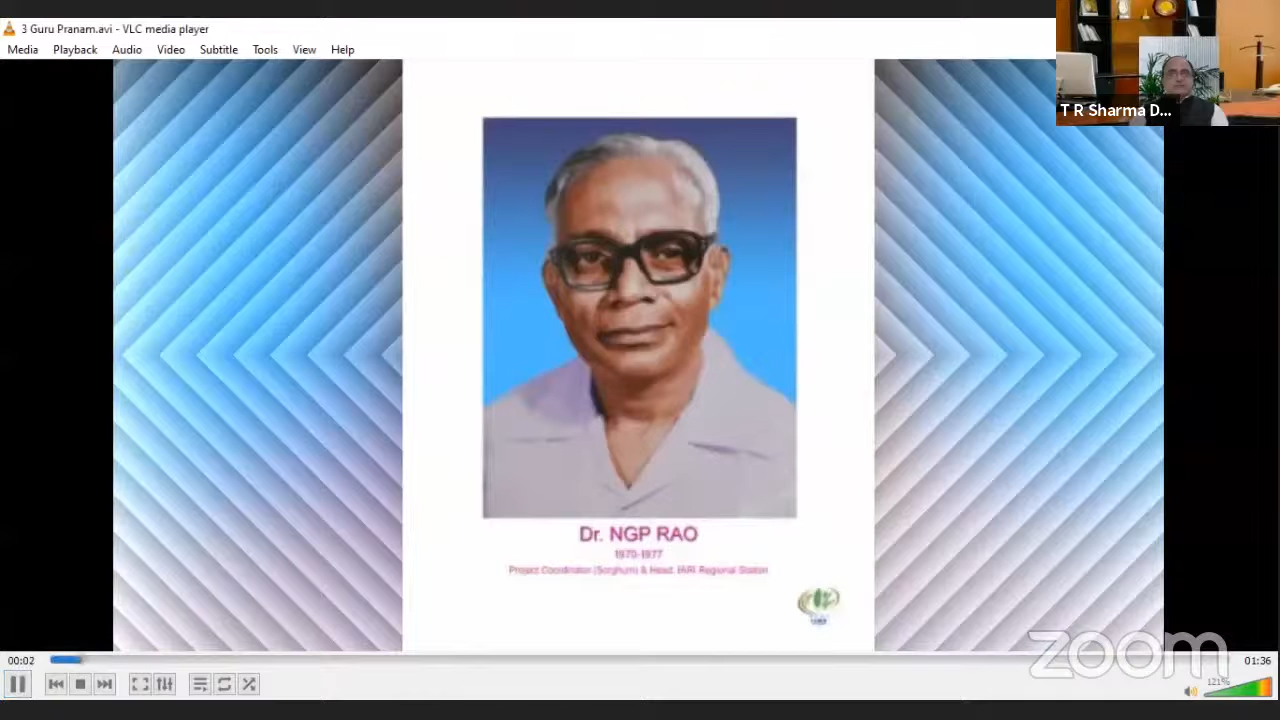 3 Guru Pranam.avi - VLC media player
Media Playback Audio Video Subtitle Tools View Help
T R Sharma D...
Dr. NGP RAO
1970-1977
Project Coordinator (Sorghum) & Head, IARI Regional Station
zoom
00:02
01:36
121%